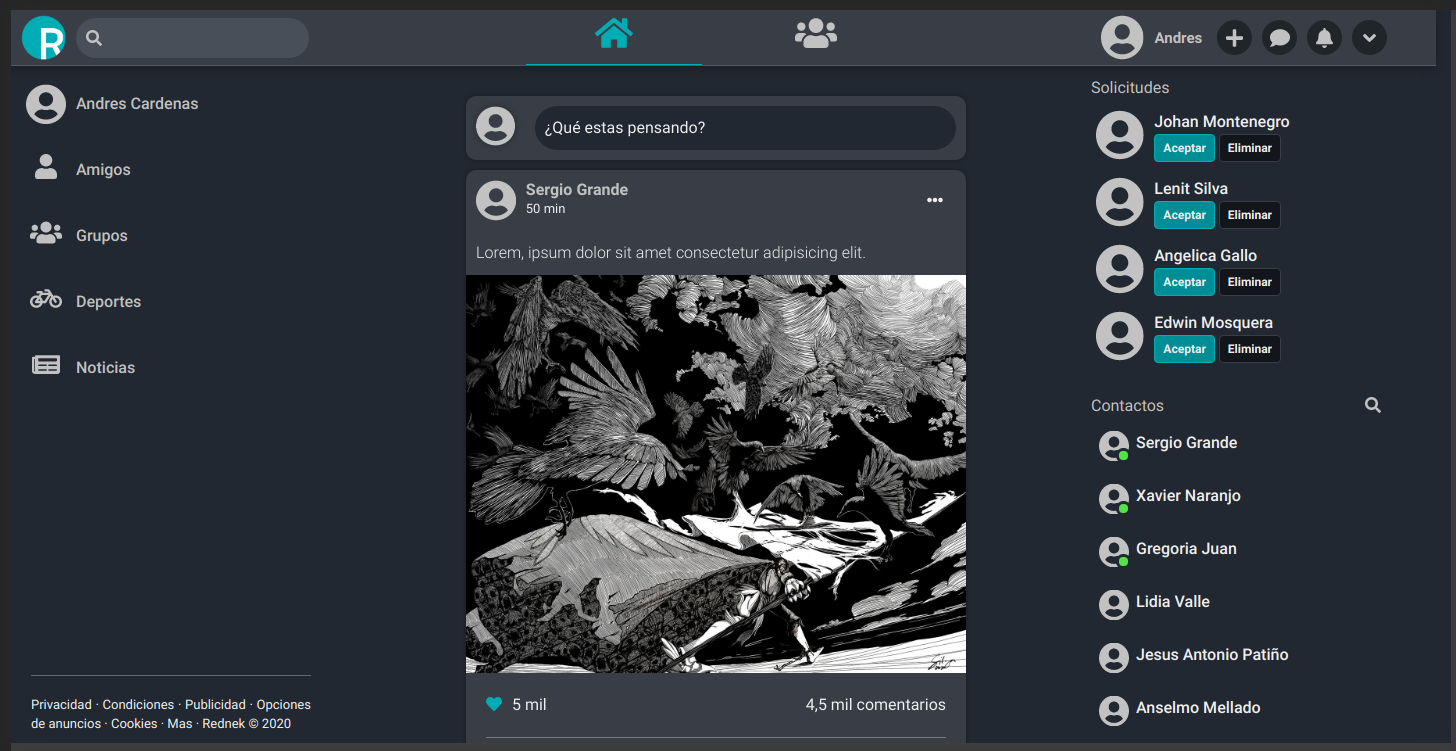 R
Andres
Andres Cardenas
Amigos
Grupos
Deportes
Noticias
Privacidad · Condiciones · Publicidad · Opciones
de anuncios · Cookies · Mas · Rednek © 2020
¿Qué estas pensando?
Sergio Grande
50 min
Lorem, ipsum dolor sit amet consectetur adipisicing elit.
5 mil
4,5 mil comentarios
Solicitudes
Johan Montenegro
Aceptar Eliminar
Lenit Silva
Aceptar Eliminar
Angelica Gallo
Aceptar Eliminar
Edwin Mosquera
Aceptar Eliminar
Contactos
Sergio Grande
Xavier Naranjo
Gregoria Juan
Lidia Valle
Jesus Antonio Patiño
Anselmo Mellado